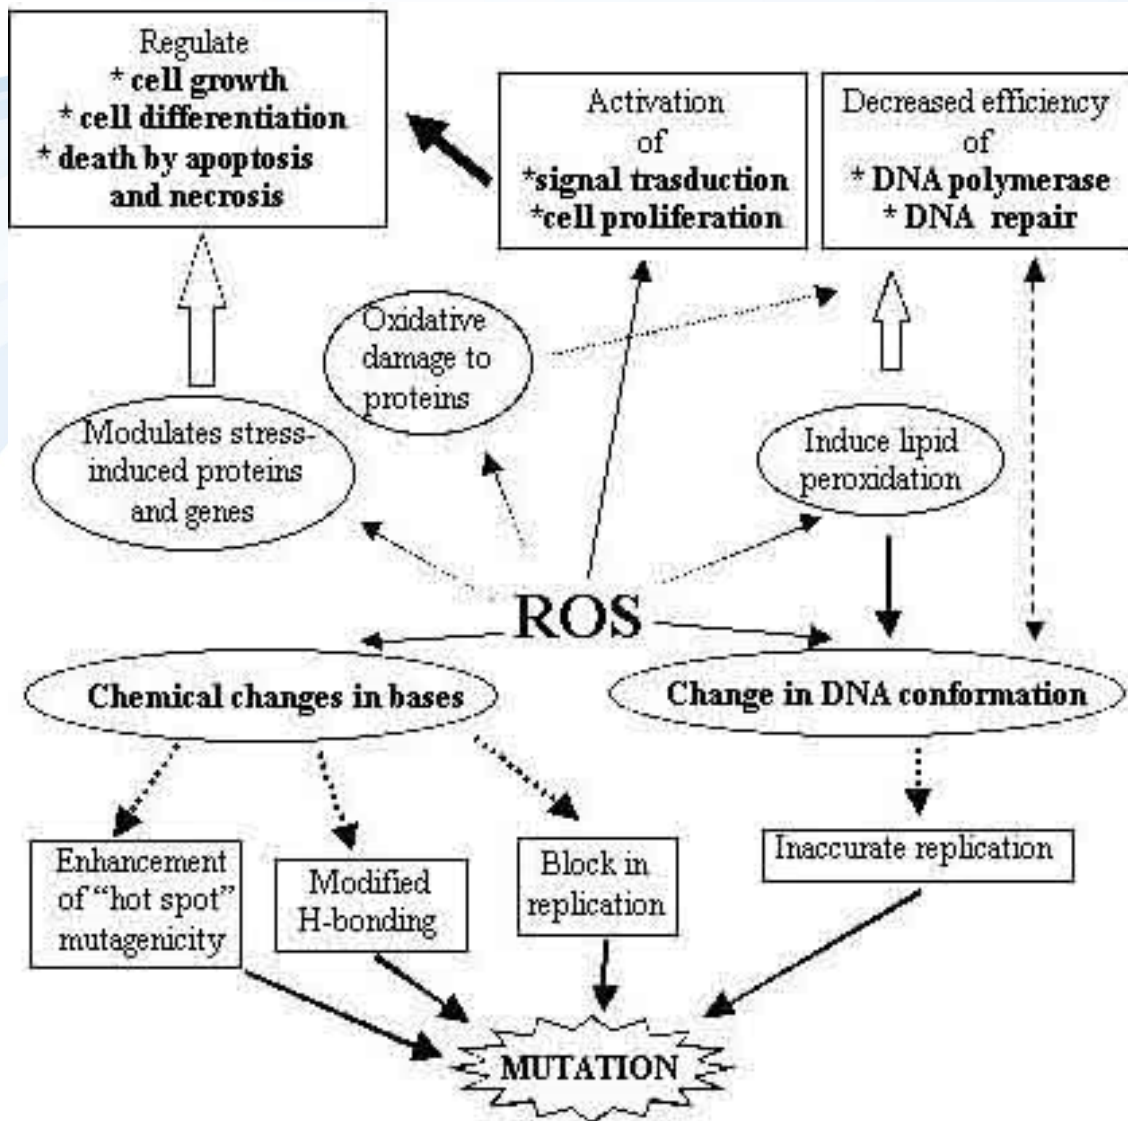 Regulate
* cell growth
* cell differentiation
* death by apoptosis
and necrosis
Activation
of
*signal trasduction
*cell proliferation
Decreased efficiency
of
* DNA polymerase
* DNA repair
Oxidative
damage to
proteins
Modulates stress-
induced proteins
and genes
Induce lipid
peroxidation
ROS
Chemical changes in bases
Change in DNA conformation
Enhancement
of “hot spot”
mutagenicity
Modified
H-bonding
Block in
replication
Inaccurate replication
MUTATION